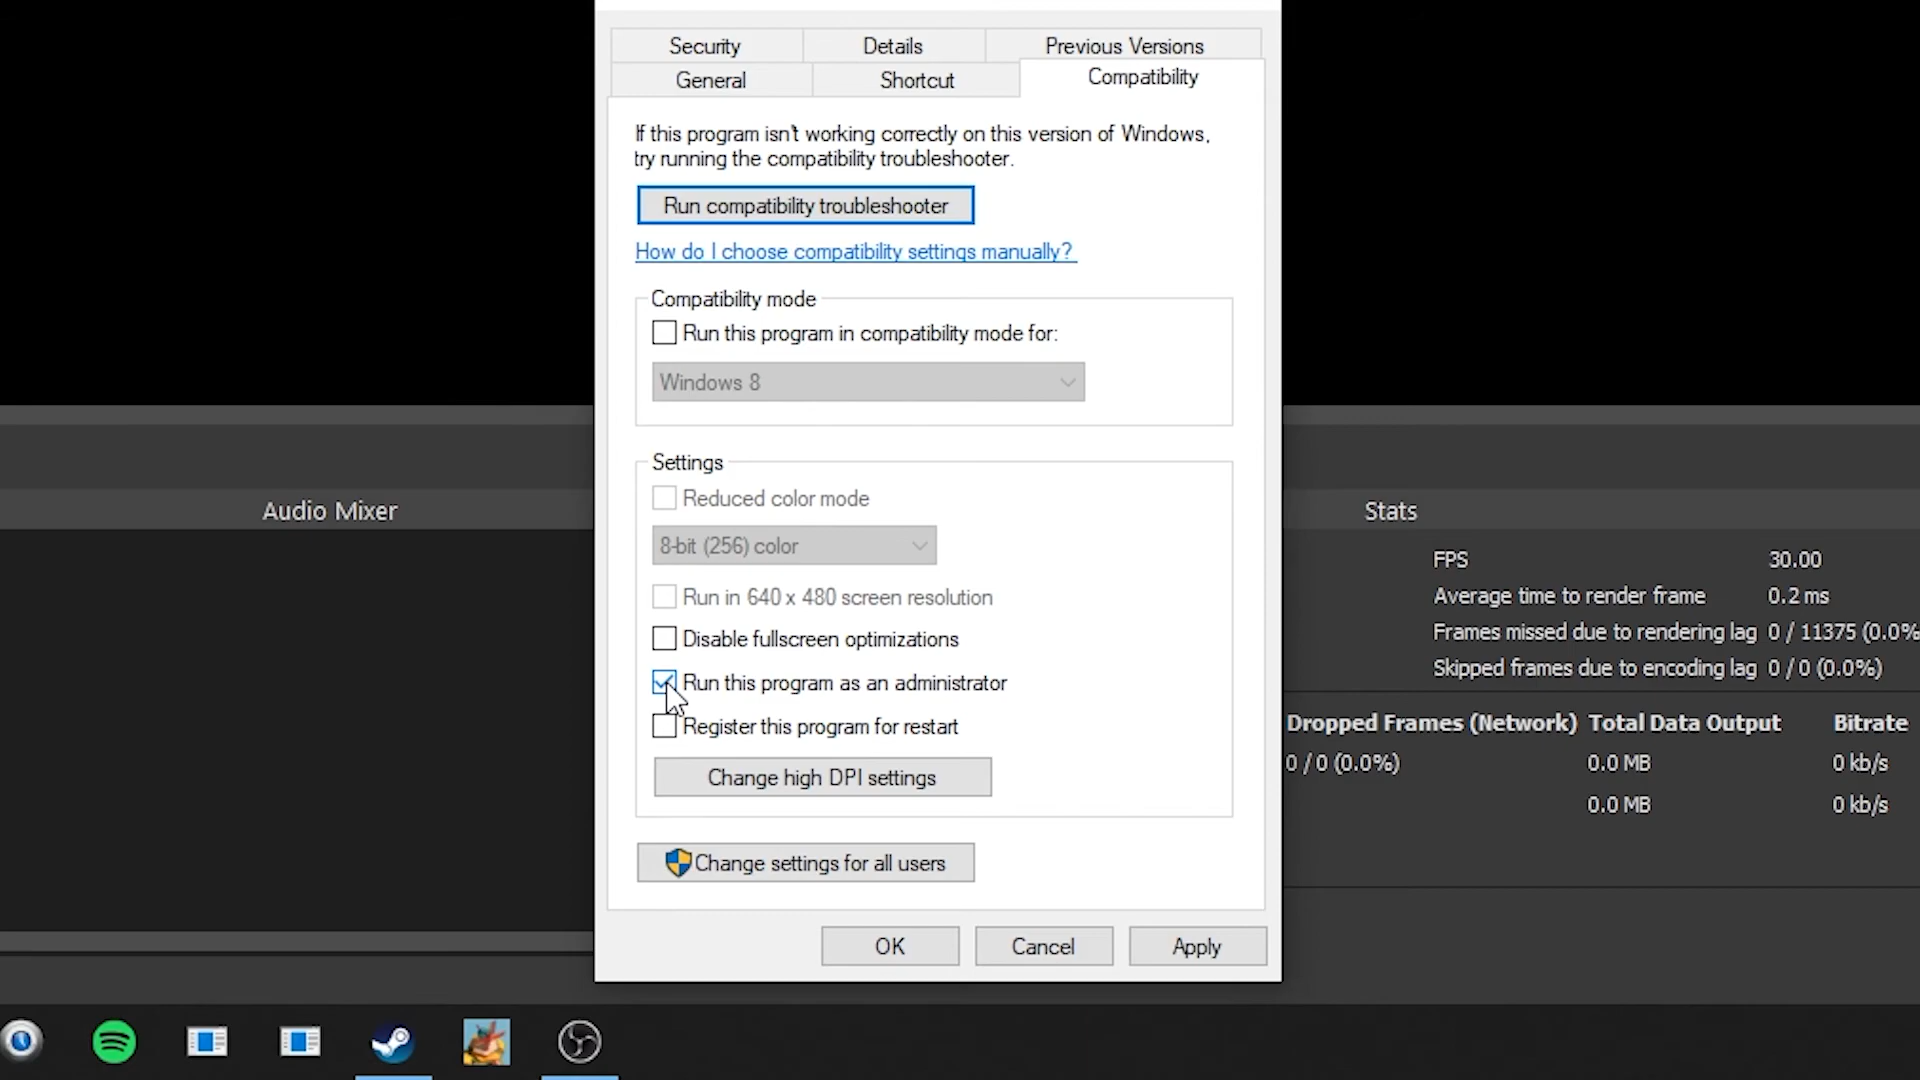 Security
Details
Previous Versions
General
Shortcut
Compatibility
If this program isn't working correctly on this version of Windows,
try running the compatibility troubleshooter.
Run compatibility troubleshooter
How do I choose compatibility settings manually?
Compatibility mode
Run this program in compatibility mode for:
Windows 8
Settings
Reduced color mode
8-bit (256) color
Run in 640 x 480 screen resolution
Disable fullscreen optimizations
Run this program as an administrator
Register this program for restart
Change high DPI settings
Change settings for all users
OK
Cancel
Apply
Audio Mixer
Stats
FPS 30.00
Average time to render frame 0.2 ms
Frames missed due to rendering lag 0 / 11375 (0.0%
Skipped frames due to encoding lag 0 / 0 (0.0%)
Dropped Frames (Network) Total Data Output Bitrate
0 / 0 (0.0%) 0.0 MB 0 kb/s
0.0 MB 0 kb/s